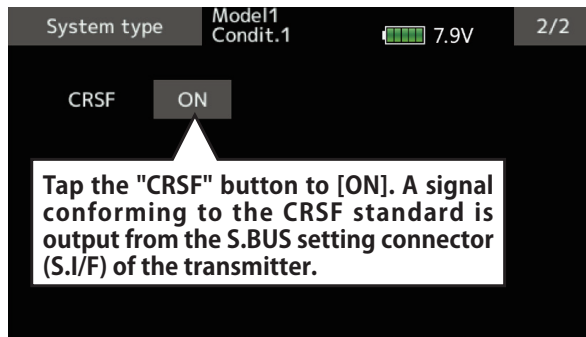 System type
Model1
Condit.1
7.9V
2/2
CRSF
ON
Tap the "CRSF" button to [ON]. A signal
conforming to the CRSF standard is
output from the S.BUS setting connector
(S.I/F) of the transmitter.